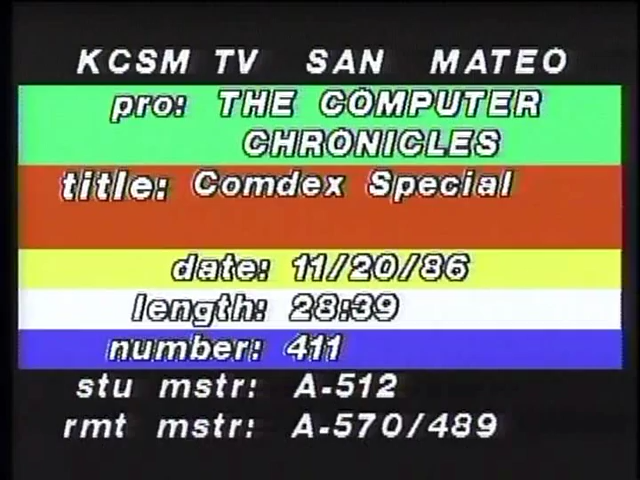 KCSM TV SAN MATEO
pro: THE COMPUTER
CHRONICLES
title: Comdex Special
date: 11/20/86
length: 28:39
number: 411
stu mstr: A-512
rmt mstr: A-570/489